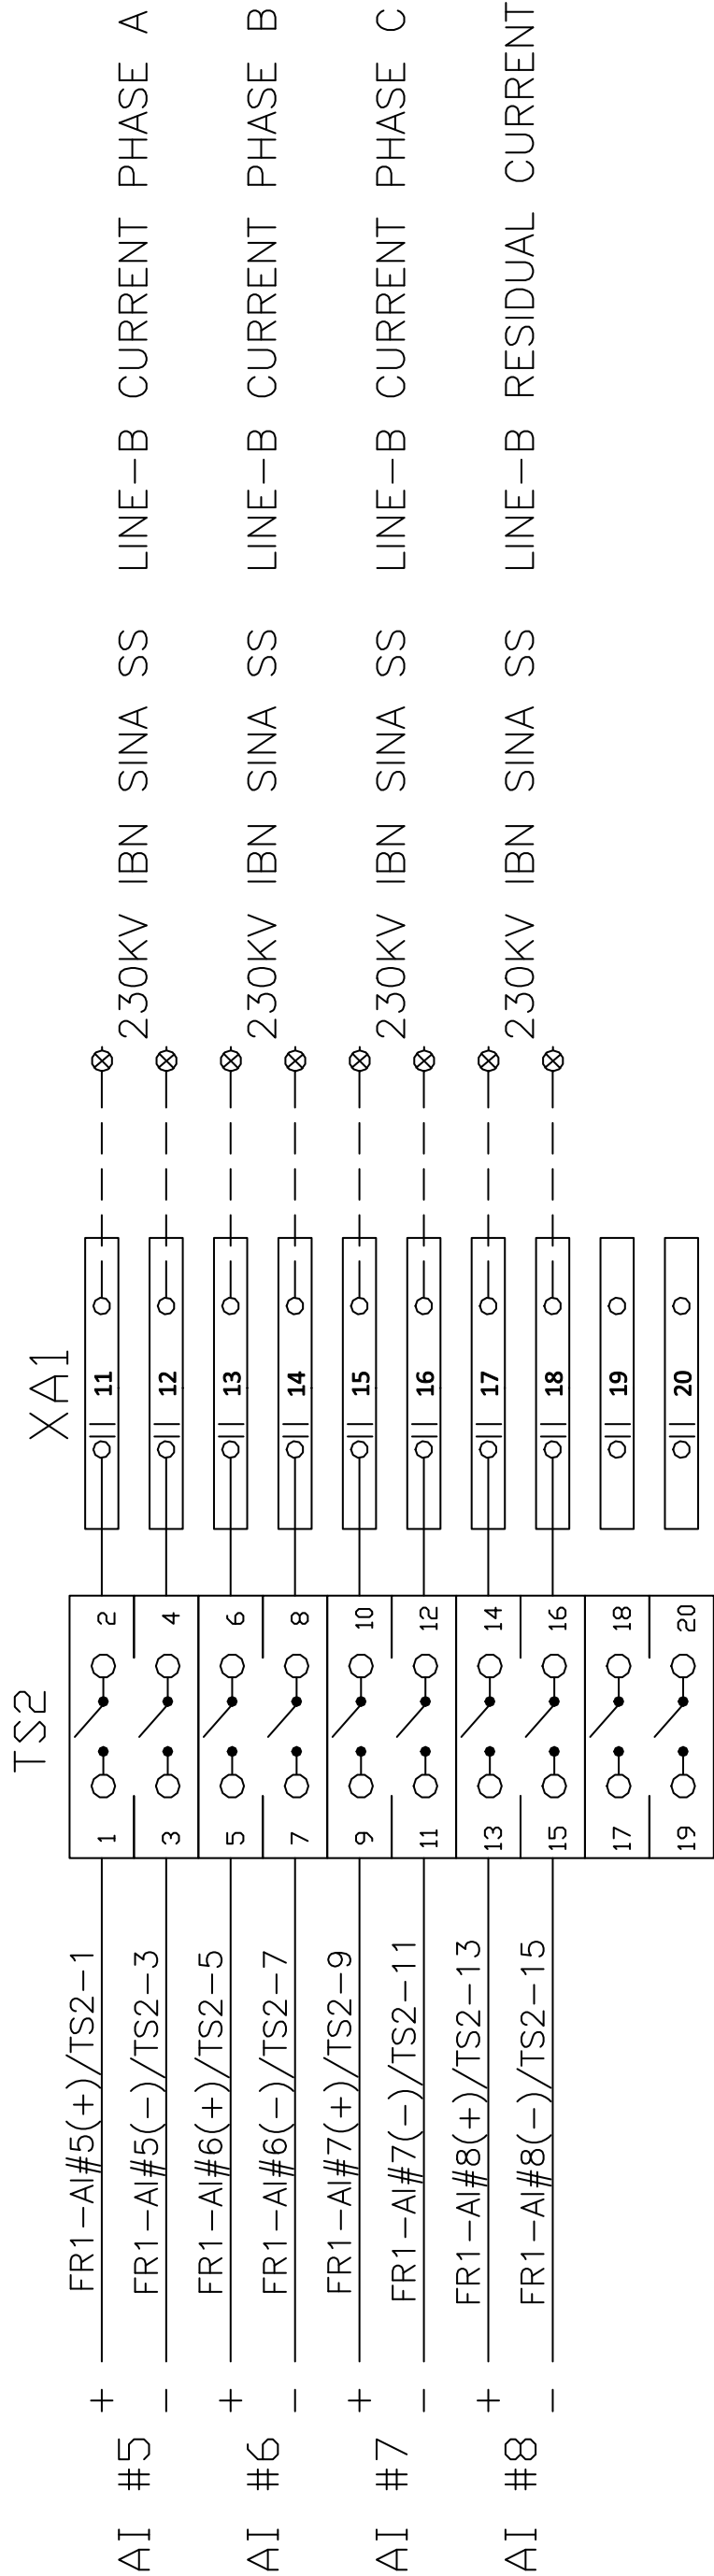 TS2
XA1
AI #5
+
-
FR1-AI#5(+)/TS2-1
FR1-AI#5(-)/TS2-3
1 2
3 4
11
12
230KV IBN SINA SS LINE-B CURRENT PHASE A
AI #6
+
-
FR1-AI#6(+)/TS2-5
FR1-AI#6(-)/TS2-7
5 6
7 8
13
14
230KV IBN SINA SS LINE-B CURRENT PHASE B
AI #7
+
-
FR1-AI#7(+)/TS2-9
FR1-AI#7(-)/TS2-11
9 10
11 12
15
16
230KV IBN SINA SS LINE-B CURRENT PHASE C
AI #8
+
-
FR1-AI#8(+)/TS2-13
FR1-AI#8(-)/TS2-15
13 14
15 16
17
18
230KV IBN SINA SS LINE-B RESIDUAL CURRENT
17 18
19
19 20
20